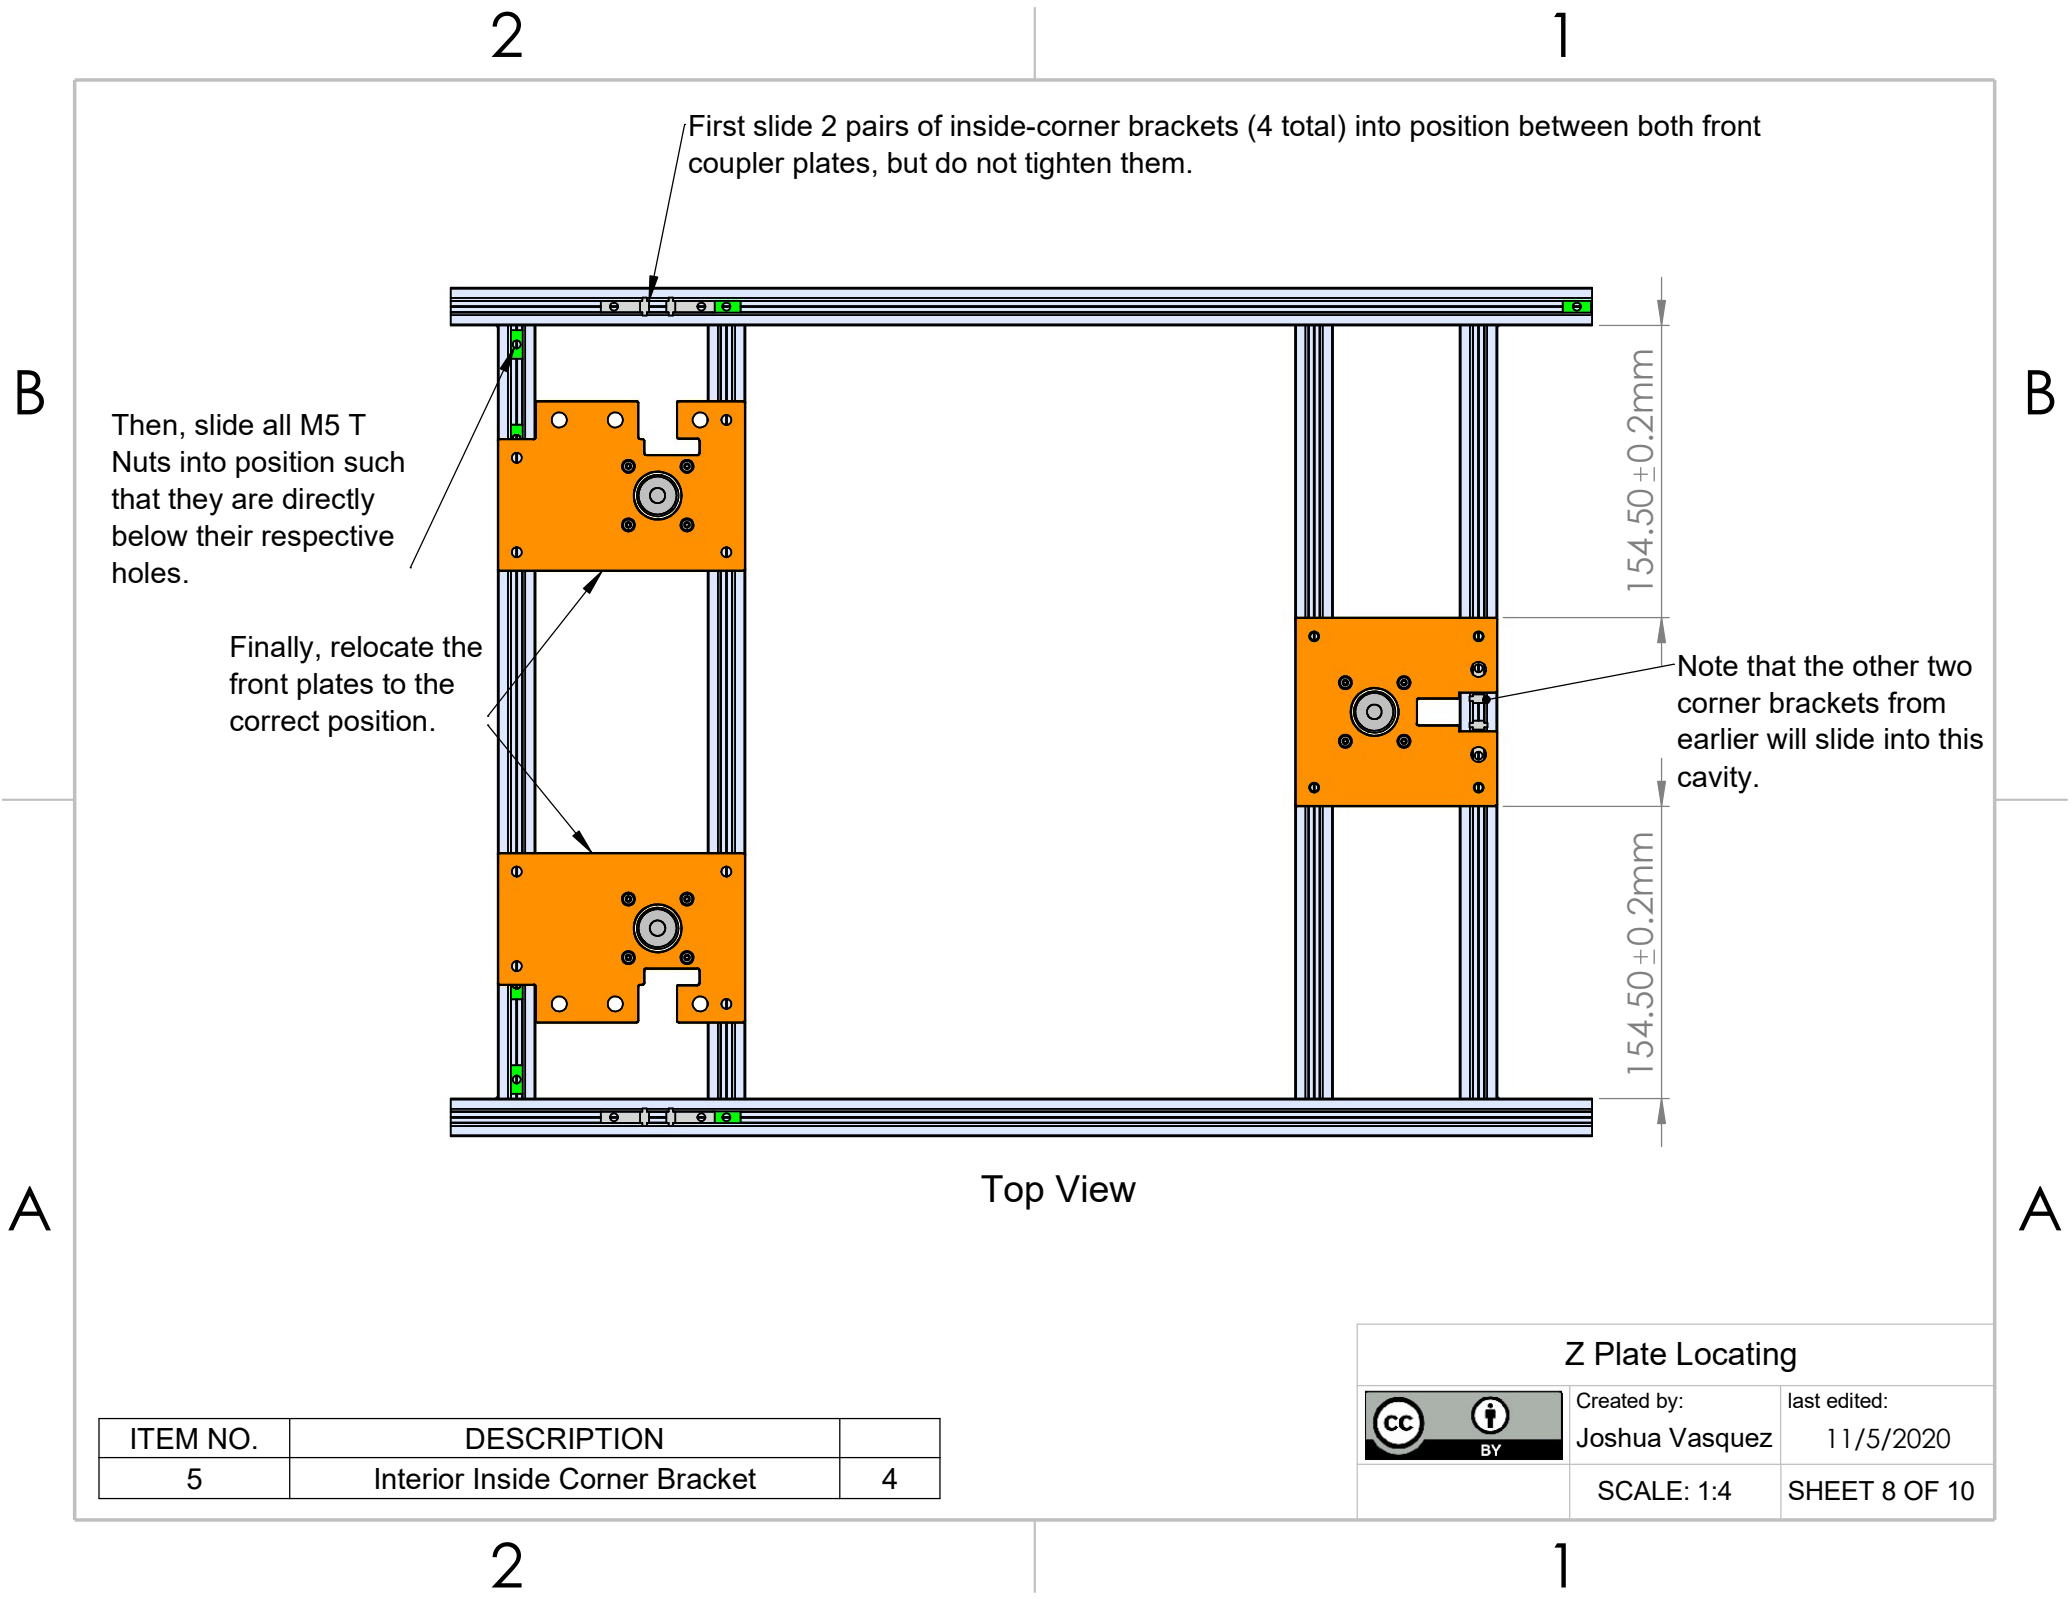 2 1
First slide 2 pairs of inside-corner brackets (4 total) into position between both front
coupler plates, but do not tighten them.
B B
Then, slide all M5 T
Nuts into position such
that they are directly
below their respective
holes.
154.50±0.2mm
Finally, relocate the
front plates to the
correct position.
Note that the other two
corner brackets from
earlier will slide into this
cavity.
154.50±0.2mm
Top View
A A
Z Plate Locating
Created by:
Joshua Vasquez
last edited:
11/5/2020
cc
BY
SCALE: 1:4
SHEET 8 OF 10
ITEM NO. DESCRIPTION
5 Interior Inside Corner Bracket 4
2 1